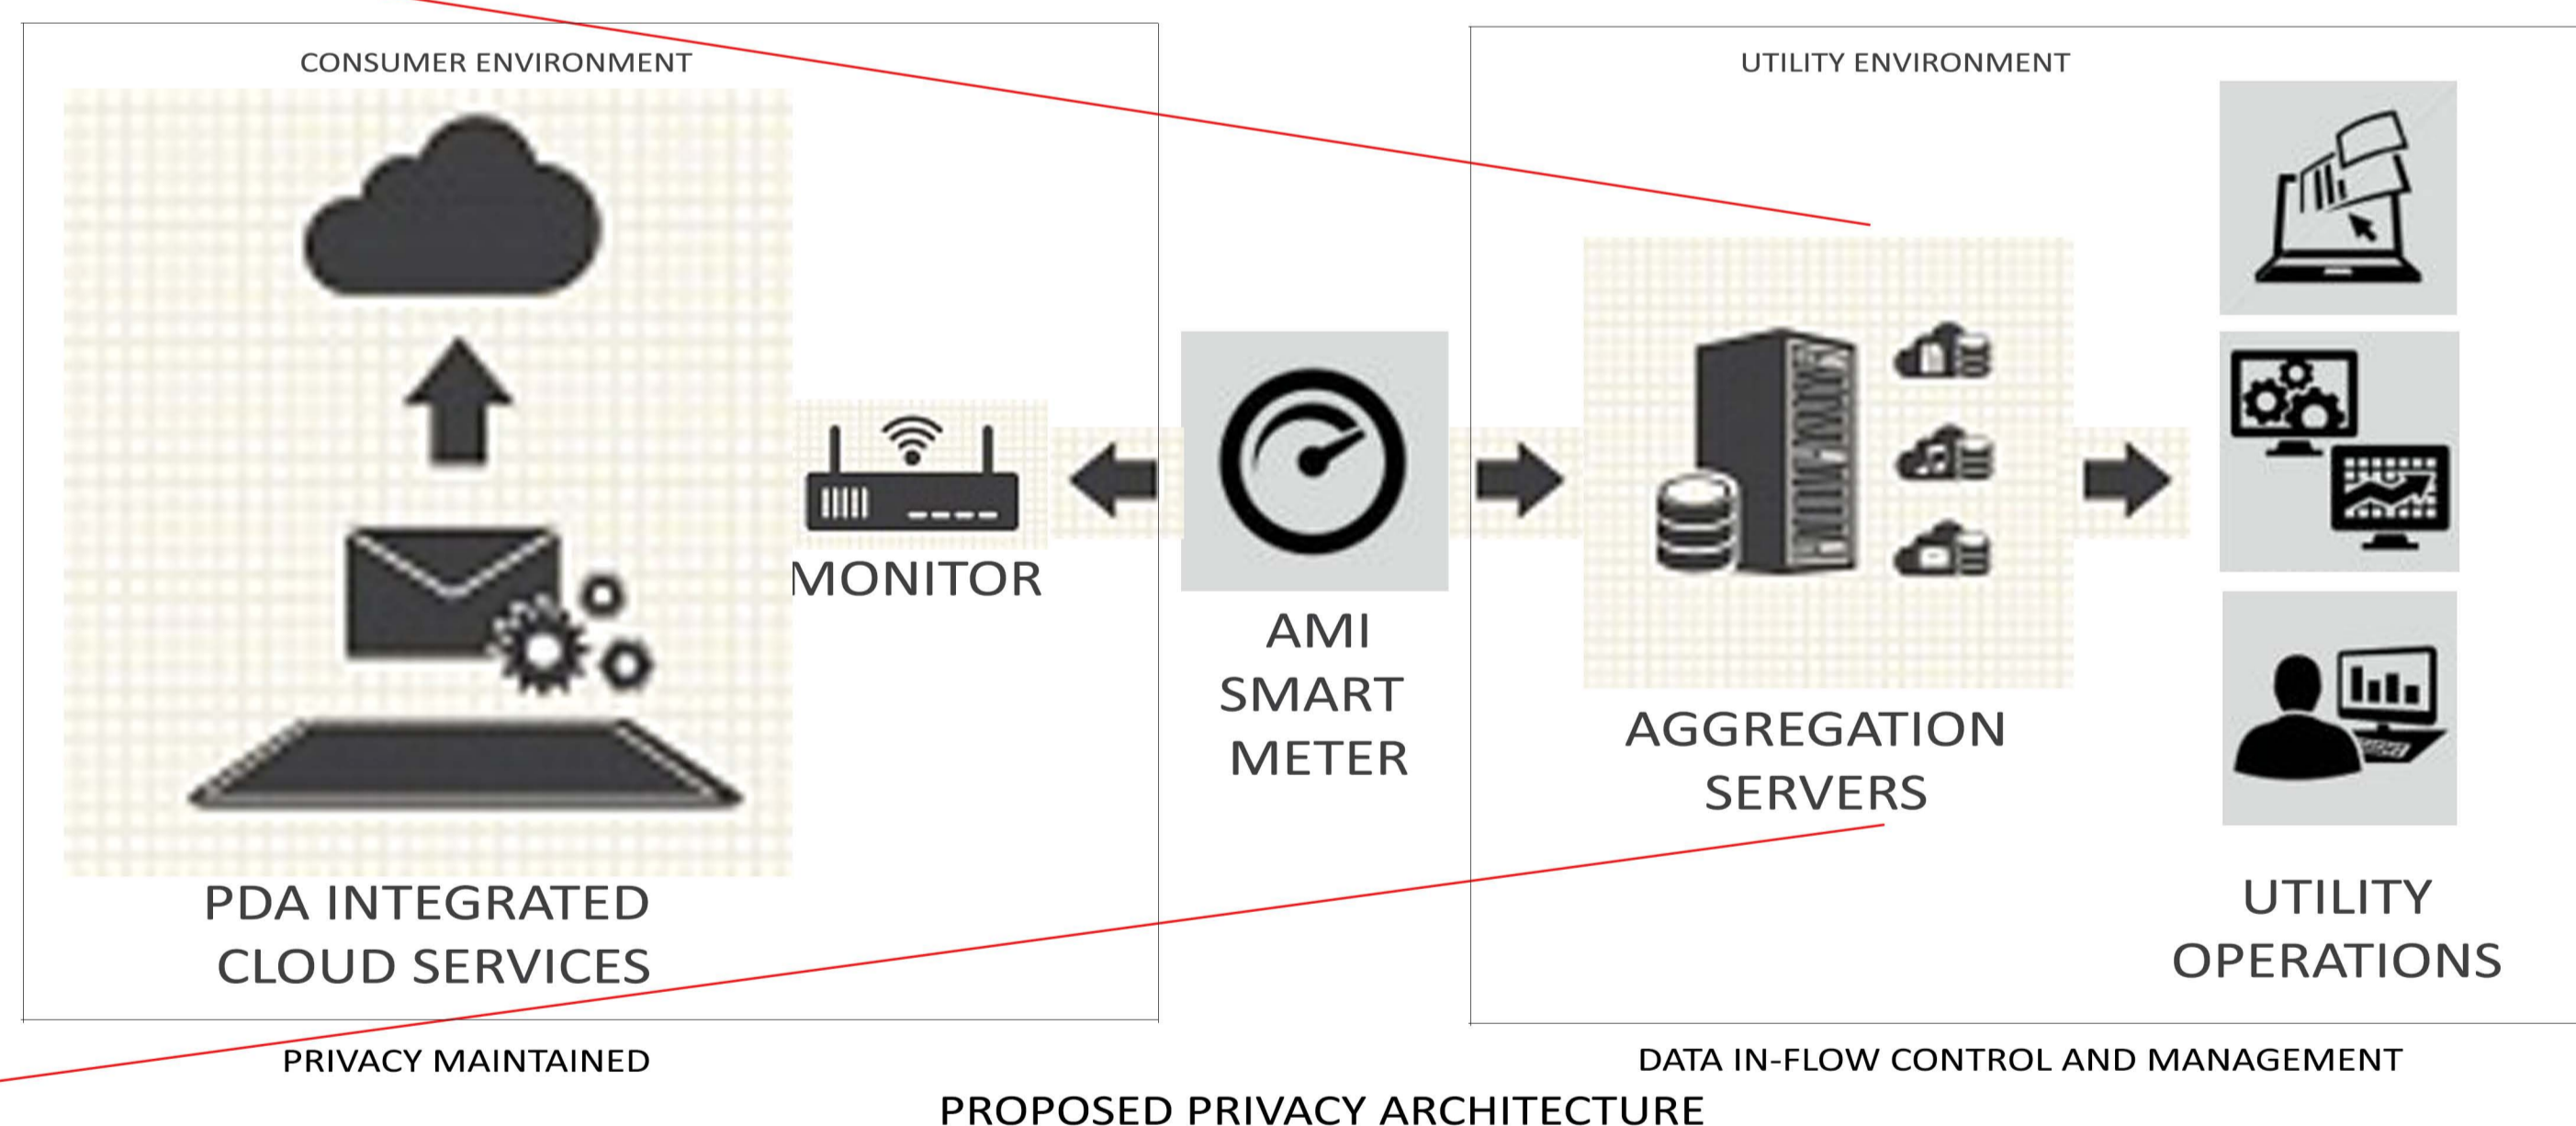 CONSUMER ENVIRONMENT
UTILITY ENVIRONMENT
MONITOR
AMI
SMART
METER
AGGREGATION
SERVERS
PDA INTEGRATED
CLOUD SERVICES
UTILITY
OPERATIONS
PRIVACY MAINTAINED
DATA IN-FLOW CONTROL AND MANAGEMENT
PROPOSED PRIVACY ARCHITECTURE